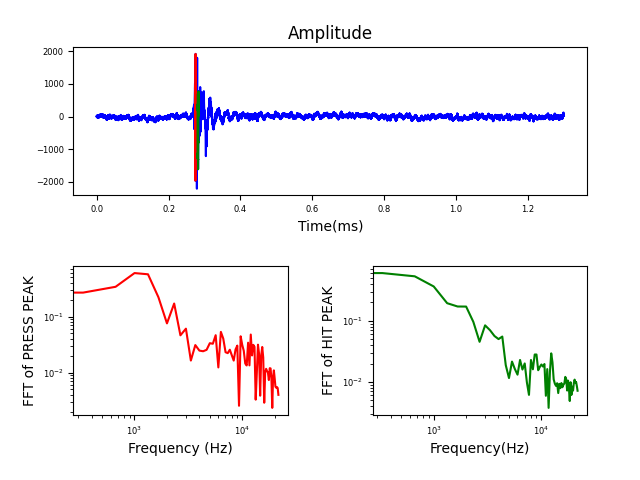 Amplitude
2000
1000
0
−1000
−2000
0.0 0.2 0.4 0.6 0.8 1.0 1.2
Time(ms)
FFT of PRESS PEAK
10⁻¹
10⁻²
10³ 10⁴
Frequency (Hz)
FFT of HIT PEAK
10⁻¹
10⁻²
10³ 10⁴
Frequency(Hz)